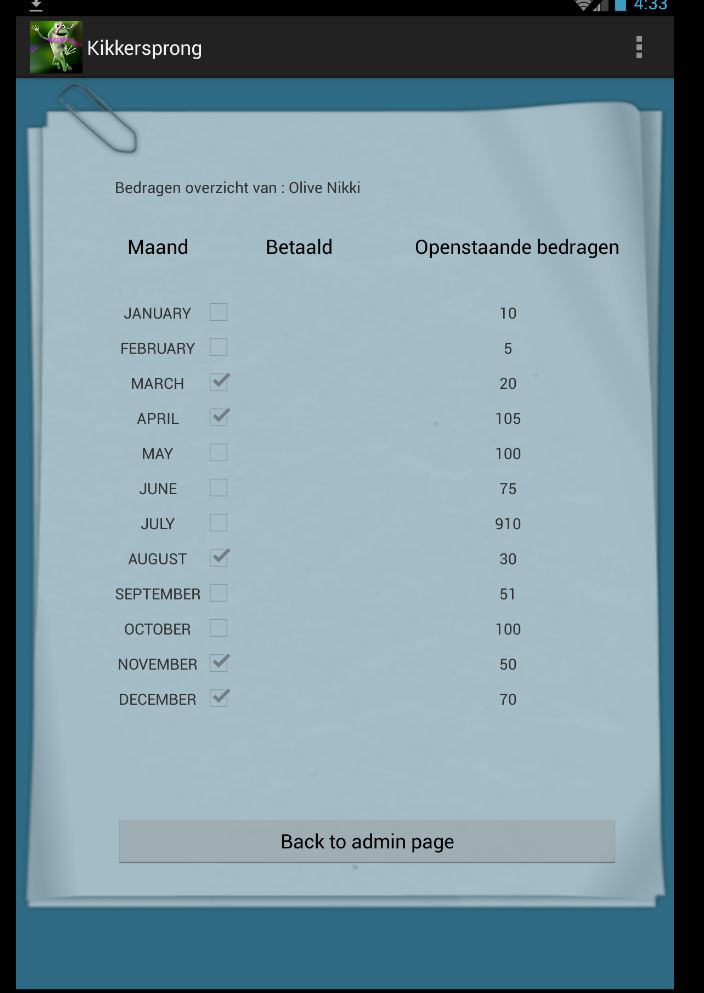 4:33
Kikkersprong
Bedragen overzicht van : Olive Nikki
Maand Betaald Openstaande bedragen
JANUARY 10
FEBRUARY 5
MARCH 20
APRIL 105
MAY 100
JUNE 75
JULY 910
AUGUST 30
SEPTEMBER 51
OCTOBER 100
NOVEMBER 50
DECEMBER 70
Back to admin page